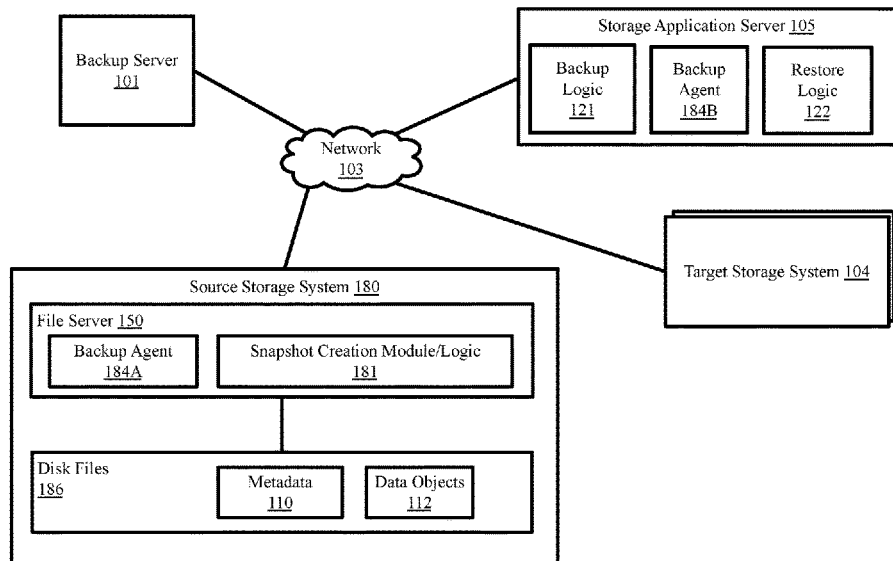 Backup Server
101
Storage Application Server 105
Backup
Logic
121
Backup
Agent
184B
Restore
Logic
122
Network
103
Target Storage System 104
Source Storage System 180
File Server 150
Backup Agent
184A
Snapshot Creation Module/Logic
181
Disk Files
186
Metadata
110
Data Objects
112